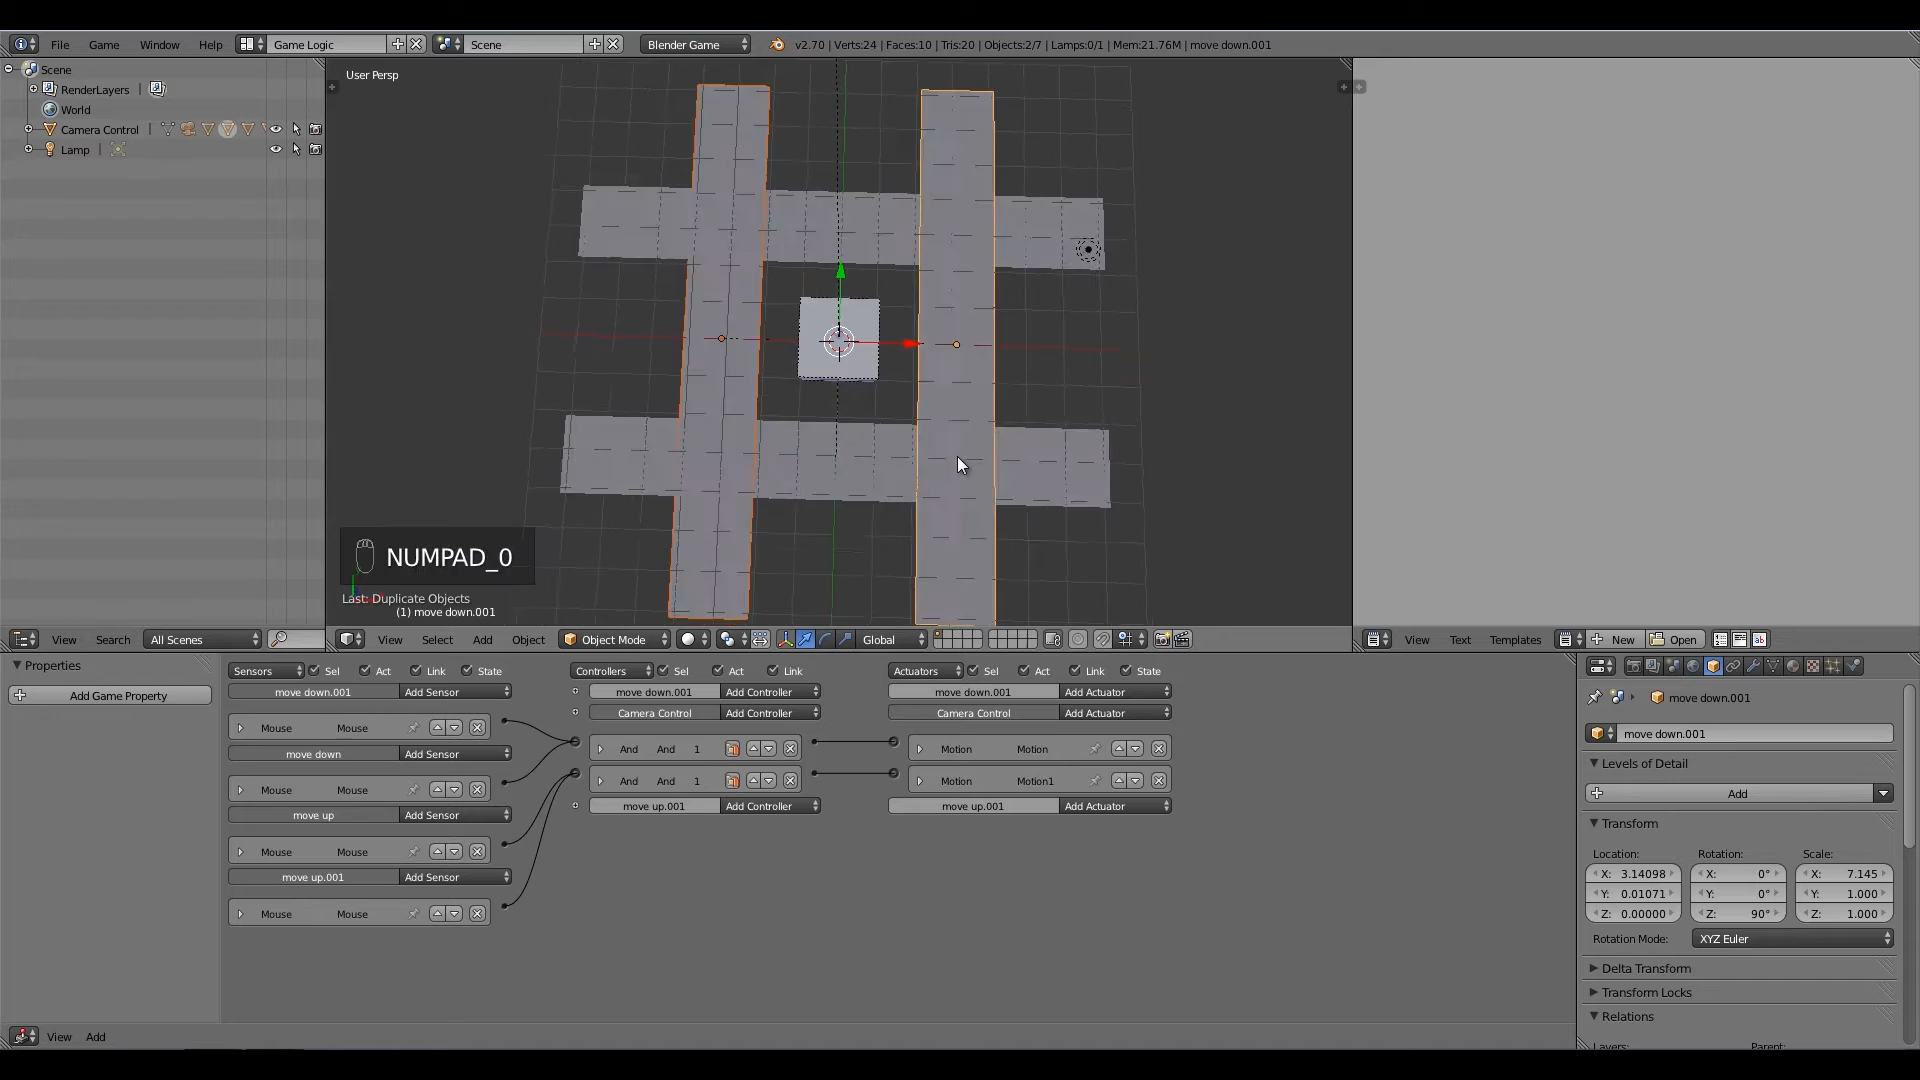 File Game Window Help Game Logic Scene Blender Game v2.70 | Verts:24 | Faces:10 | Tris:20 | Objects:2/7 | Lamps:0/1 | Mem:21.76M | move down.001
Scene
RenderLayers
World
Camera Control
Lamp
User Persp
NUMPAD_0
Last: Duplicate Objects
(1) move down.001
View Search All Scenes
View Select Add Object Object Mode Global
View Text Templates New Open
Properties
Add Game Property
Sensors Sel Act Link State
move down.001 Add Sensor
Mouse Mouse
move down Add Sensor
Mouse Mouse
move up Add Sensor
Mouse Mouse
move up.001 Add Sensor
Mouse Mouse
Controllers Sel Act Link
move down.001 Add Controller
Camera Control Add Controller
And And 1
And And 1
move up.001 Add Controller
Actuators Sel Act Link State
move down.001 Add Actuator
Camera Control Add Actuator
Motion Motion
Motion Motion1
move up.001 Add Actuator
move down.001
move down.001
Levels of Detail
Add
Transform
Location: Rotation: Scale:
X: 3.14098 X: 0° X: 7.145
Y: 0.01071 Y: 0° Y: 1.000
Z: 0.00000 Z: 90° Z: 1.000
Rotation Mode: XYZ Euler
Delta Transform
Transform Locks
Relations
Layers: Parent:
View Add